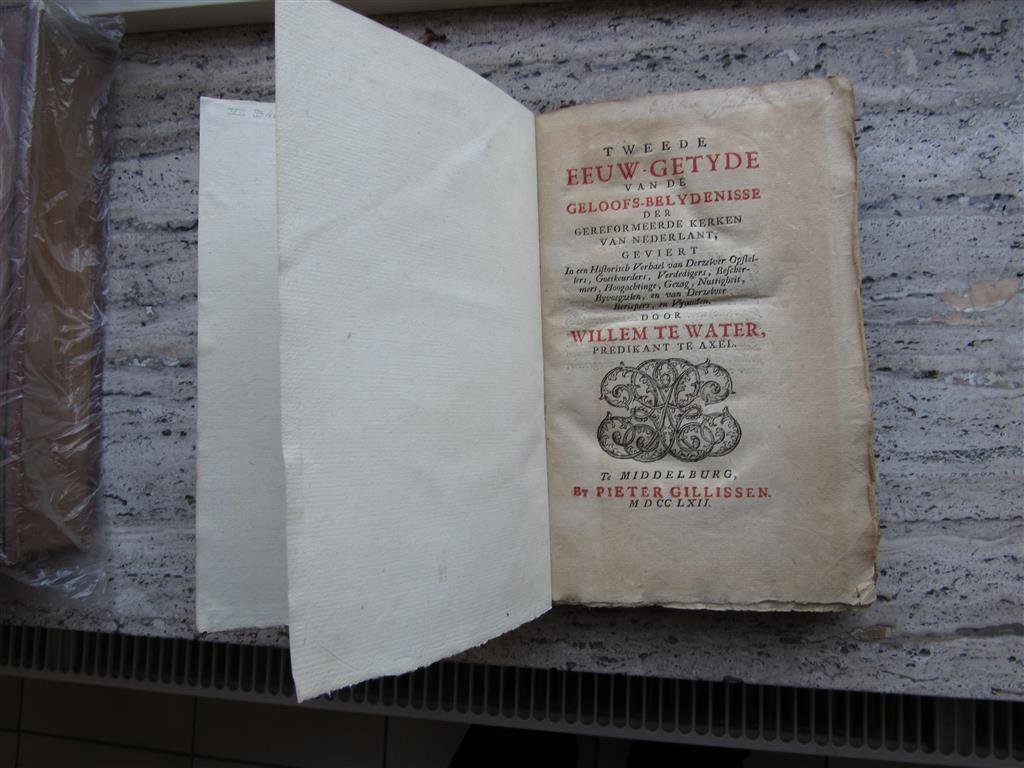 TWEEDE
EEUW-GETYDE
VAN DE
GELOOFS-BELYDENISSE
DER
GEREFORMEERDE KERKEN
VAN NEDERLANT,
GEVIERT
In een Historisch Verhael van Derzelver Opstel-
lers, Goetkeurders, Verdedigers, Bescher-
mers, Hoogachtinge, Gezag, Nuttigheit,
Byvoegzelen, en van Derzelver
Berispers, en Vyanden.
DOOR
WILLEM TE WATER,
PREDIKANT TE AXEL.
Te MIDDELBURG,
By PIETER GILLISSEN.
MDCCLXII.